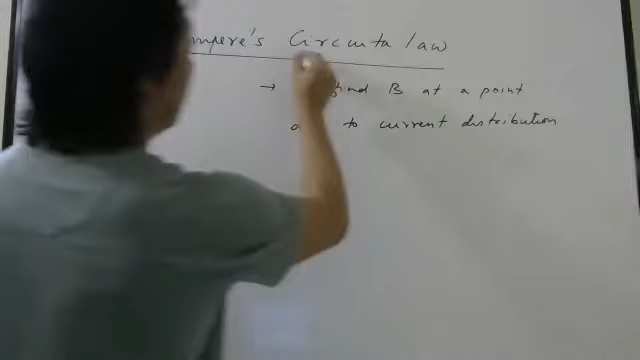 mpere's Circuta law
→ find B at a point
to current distribution